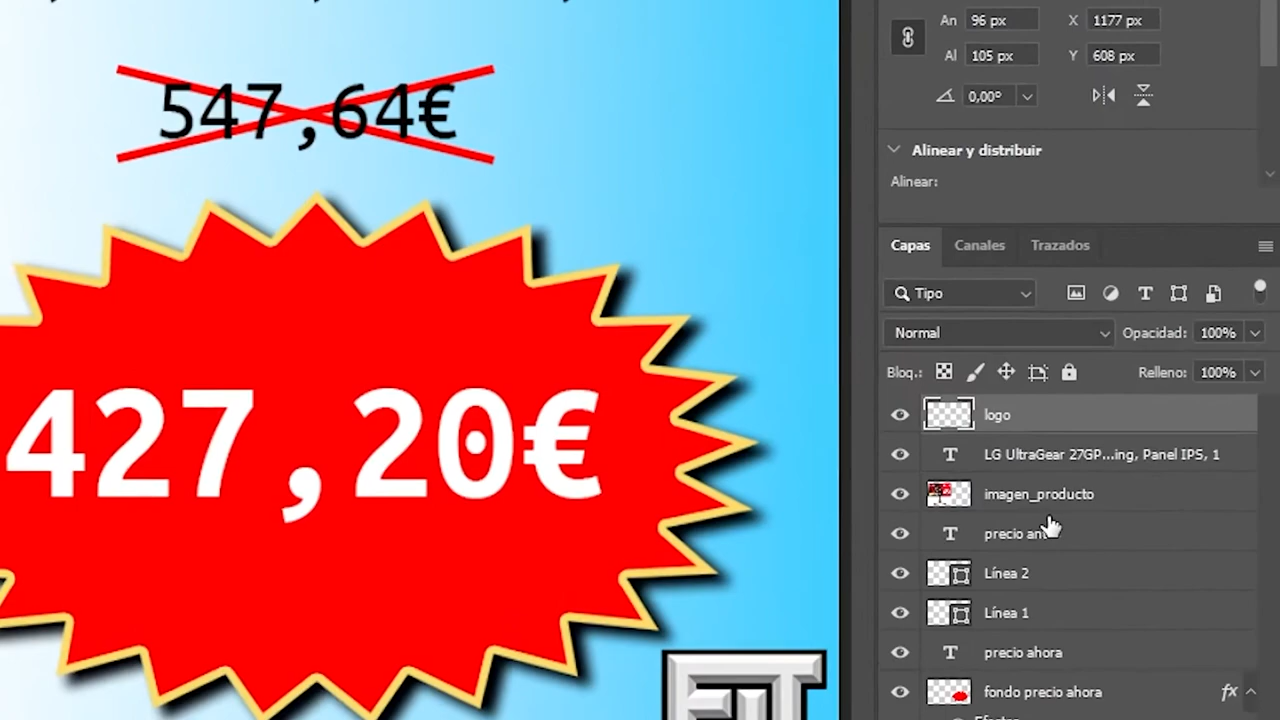 547,64€
427,20€
An 96 px X 1177 px
Al 105 px Y 608 px
0,00º
Alinear y distribuir
Alinear:
Capas Canales Trazados
Tipo
Normal Opacidad: 100%
Bloq.: Relleno: 100%
logo
LG UltraGear 27GP...ing, Panel IPS, 1
imagen_producto
precio
Línea 2
Línea 1
precio ahora
fondo precio ahora fx